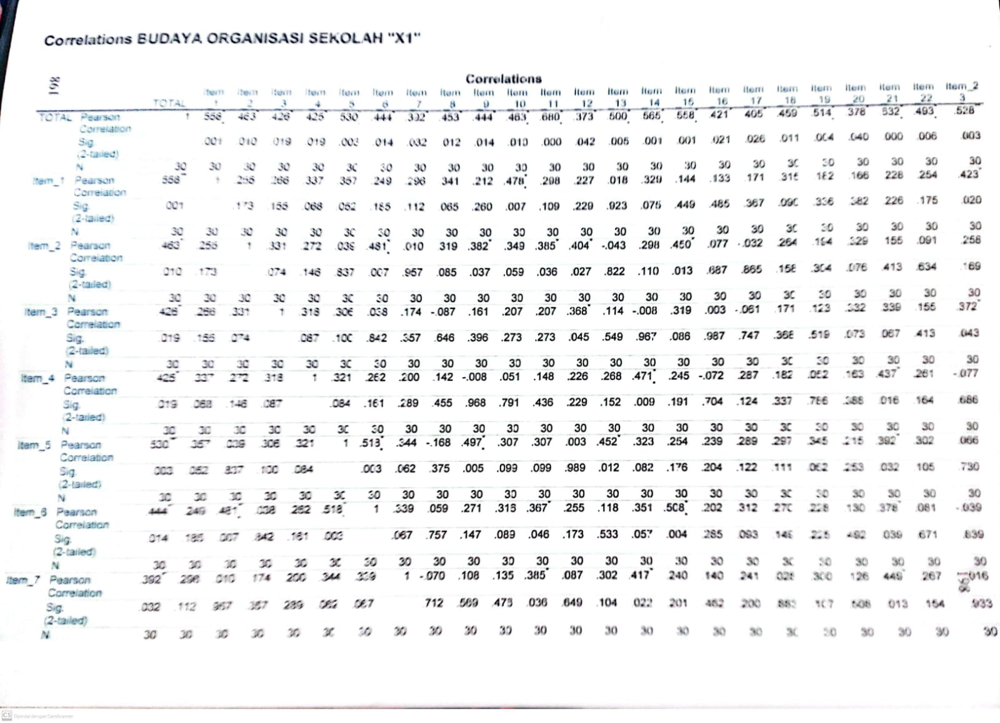 Correlations BUDAYA ORGANISASI SEKOLAH "X1"
198
Correlations
TOTAL Item 1 Item 2 Item 3 Item 4 Item 5 Item 6 Item 7 Item 8 Item 9 Item 10 Item 11 Item 12 Item 13 Item 14 Item 15 Item 16 Item 17 Item 18 Item 19 Item 20 Item 21 Item 22 Item_2 3
TOTAL Pearson Correlation 1 .558 .463 .426 .425 .530 .444 .453 .444 .463 .680 .373 .500 .565 .558 .421 .405 .459 .514 .378 .493 .528
Sig. (2-tailed) .001 .010 .019 .019 .003 .014 .032 .012 .014 .010 .000 .042 .005 .001 .001 .021 .026 .011 .004 .040 .000 .006 .003
N 30 30 30 30 30 30 30 30 30 30 30 30 30 30 30 30 30 30 30 30 30 30 30 30
Item_1 Pearson Correlation .558 1 .255 .266 .337 .357 .249 .296 .341 .212 .478 .298 .227 .018 .329 .144 .133 .171 .315 .182 .166 .228 .254 .423*
Sig. (2-tailed) .001 .173 .155 .068 .052 .185 .112 .065 .260 .007 .109 .229 .923 .076 .449 .485 .367 .090 .336 .382 .226 .175 .020
N 30 30 30 30 30 30 30 30 30 30 30 30 30 30 30 30 30 30 30 30 30 30 30 30
Item_2 Pearson Correlation .463 .255 1 .331 .272 .039 .481 .010 .319 .382* .349 .385* .404* -.043 .298 .450* .077 -.032 .264 .194 .329 .155 .091 .258
Sig. (2-tailed) .010 .173 .074 .146 .837 .007 .957 .085 .037 .059 .036 .027 .822 .110 .013 .687 .865 .158 .304 .076 .413 .634 .169
N 30 30 30 30 30 30 30 30 30 30 30 30 30 30 30 30 30 30 30 30 30 30 30 30
Item_3 Pearson Correlation .426* .266 .331 1 .318 .306 .038 .174 -.087 .161 .207 .207 .368* .114 -.008 .319 .003 -.061 .171 .123 .332 .339 .155 .372*
Sig. (2-tailed) .019 .155 .074 .087 .100 .842 .357 .646 .396 .273 .273 .045 .549 .967 .086 .987 .747 .366 .519 .073 .067 .413 .043
N 30 30 30 30 30 30 30 30 30 30 30 30 30 30 30 30 30 30 30 30 30 30 30 30
Item_4 Pearson Correlation .425* .337 .272 .318 1 .321 .262 .200 .142 -.008 .051 .148 .226 .268 .471 .245 -.072 .287 .182 .052 .163 .437* .261 -.077
Sig. (2-tailed) .019 .068 .146 .087 .084 .161 .289 .455 .968 .791 .436 .229 .152 .009 .191 .704 .124 .337 .786 .388 .016 .164 .686
N 30 30 30 30 30 30 30 30 30 30 30 30 30 30 30 30 30 30 30 30 30 30 30 30
Item_5 Pearson Correlation .530 .357 .039 .306 .321 1 .344 -.168 .497 .307 .307 .003 .452* .323 .254 .239 .289 .297 .345 .215 .392* .302 .066
Sig. (2-tailed) .003 .052 .837 .100 .084 .003 .062 .375 .005 .099 .099 .989 .012 .082 .176 .204 .122 .111 .062 .253 .032 .105 .730
N 30 30 30 30 30 30 30 30 30 30 30 30 30 30 30 30 30 30 30 30 30 30 30 30
Item_6 Pearson Correlation .444* .249 .481 .038 .262 1 .339 .059 .271 .313 .367* .255 .118 .351 .508 .202 .312 .270 .228 .130 .378* .081 -.039
Sig. (2-tailed) .014 .185 .007 .842 .161 .003 .067 .757 .147 .089 .046 .173 .533 .057 .004 .285 .093 .225 .492 .039 .671 .839
N 30 30 30 30 30 30 30 30 30 30 30 30 30 30 30 30 30 30 30 30 30 30 30 30
Item_7 Pearson Correlation .392* .296 .010 .174 .200 .344 .339 1 -.070 .108 .135 .385* .087 .302 .417* .240 .140 .241 .028 .300 .126 .449* .267 .016
Sig. (2-tailed) .032 .112 .957 .357 .289 .062 .067 .712 .569 .036 .649 .104 .022 .201 .462 .200 .107 .508 .013 .154 .933
N 30 30 30 30 30 30 30 30 30 30 30 30 30 30 30 30 30 30 30 30 30 30 30 30
CS Dipindai dengan CamScanner